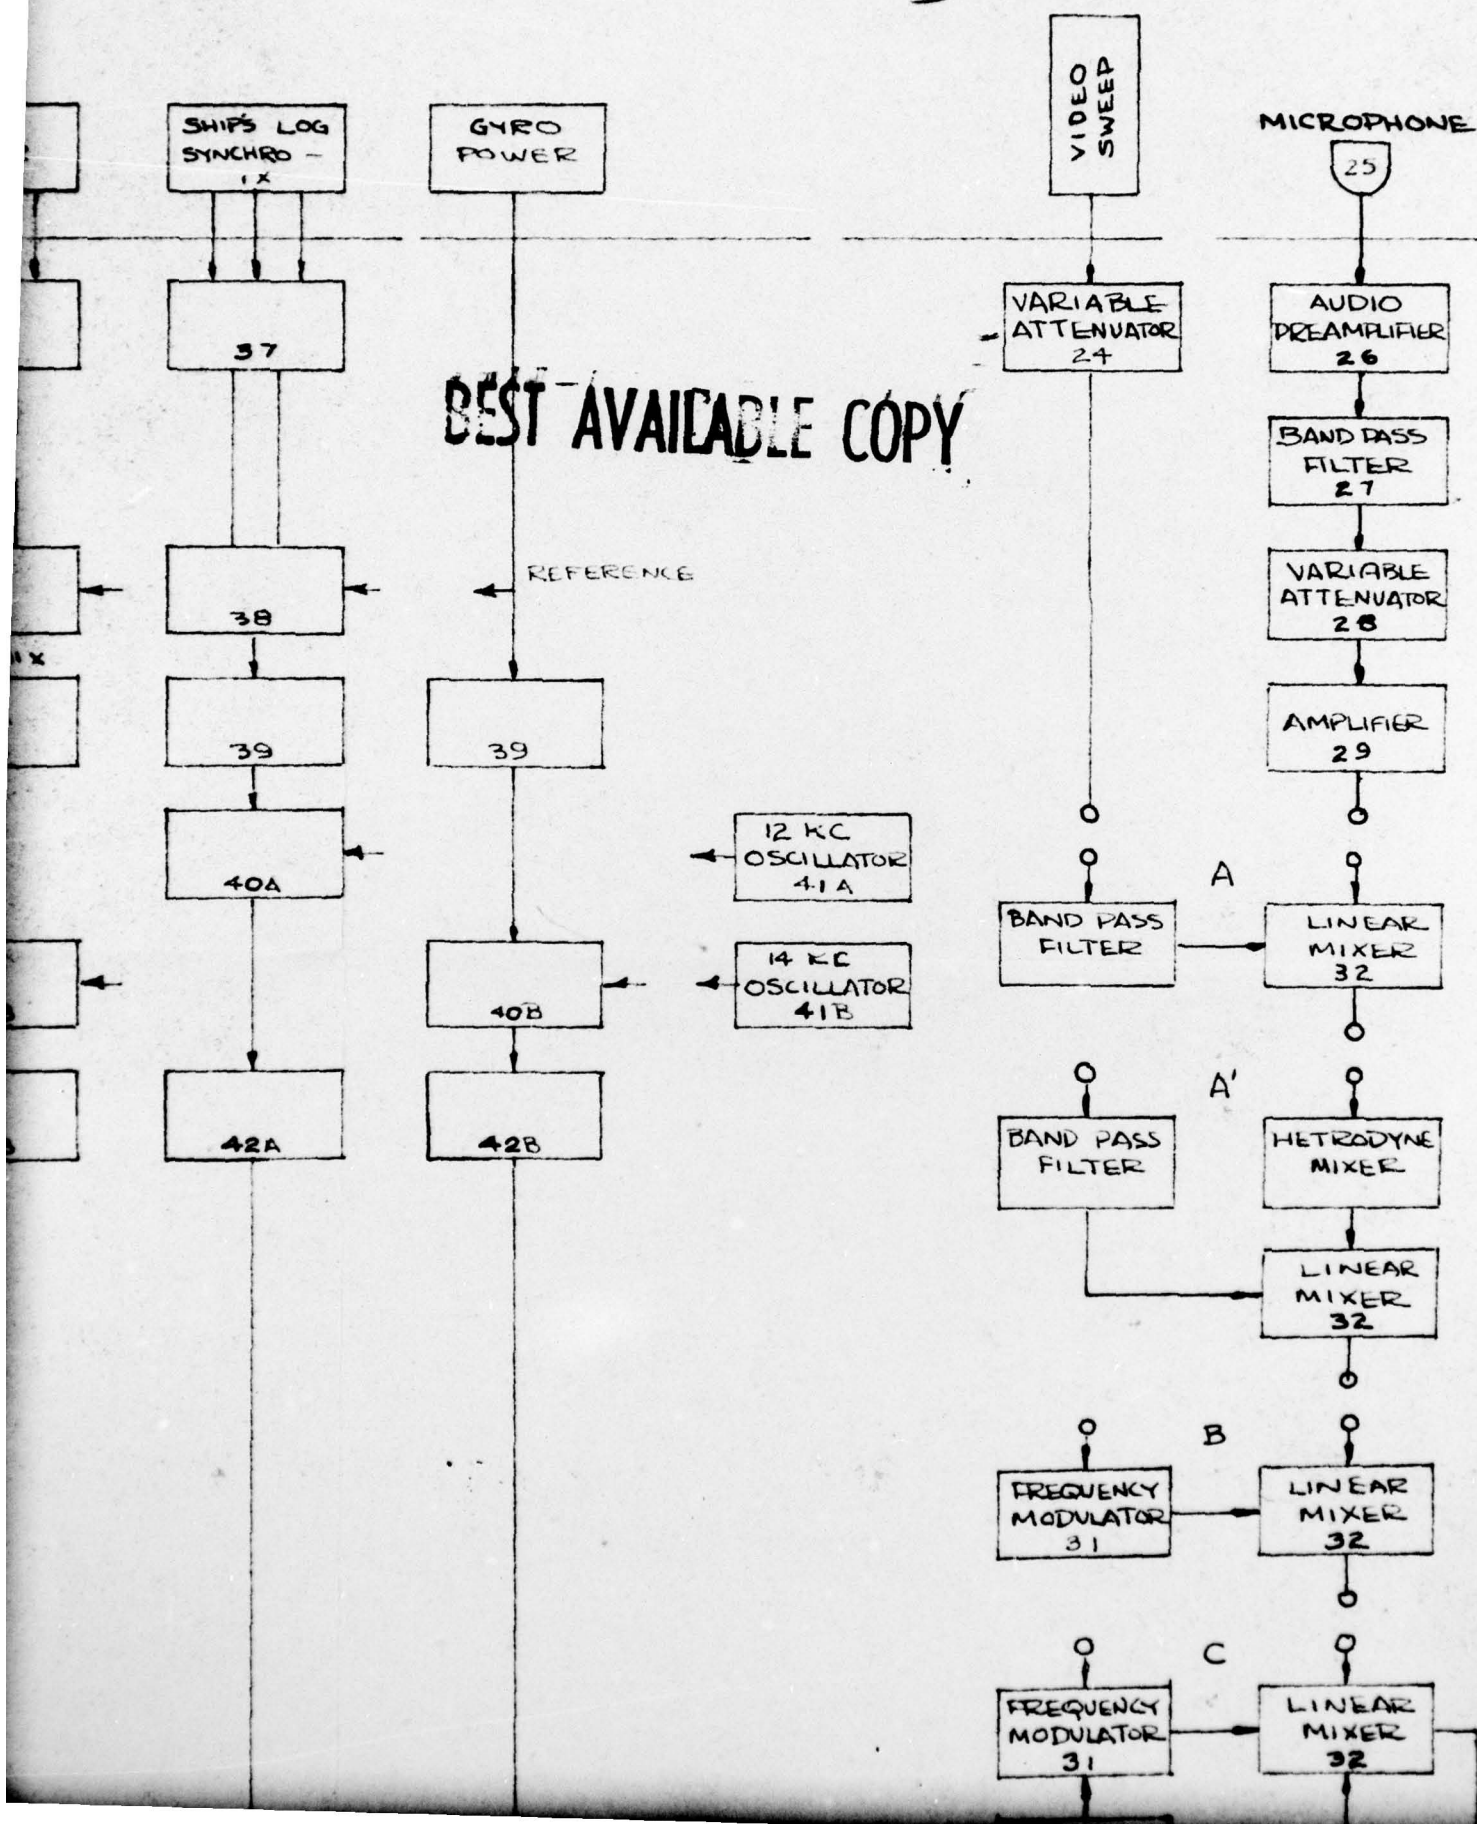 VIDEO
SWEEP
SHIP'S LOG
SYNCHRO -
1X
GYRO
POWER
MICROPHONE
25
37
VARIABLE
ATTENUATOR
24
AUDIO
PREAMPLIFIER
26
BEST AVAILABLE COPY
BAND PASS
FILTER
27
REFERENCE
38
VARIABLE
ATTENUATOR
28
1X
39
39
AMPLIFIER
29
40A
12 KC
OSCILLATOR
41A
A
BAND PASS
FILTER
LINEAR
MIXER
32
40B
14 KC
OSCILLATOR
41B
A'
42A
42B
BAND PASS
FILTER
HETRODYNE
MIXER
LINEAR
MIXER
32
B
FREQUENCY
MODULATOR
31
LINEAR
MIXER
32
C
FREQUENCY
MODULATOR
31
LINEAR
MIXER
32